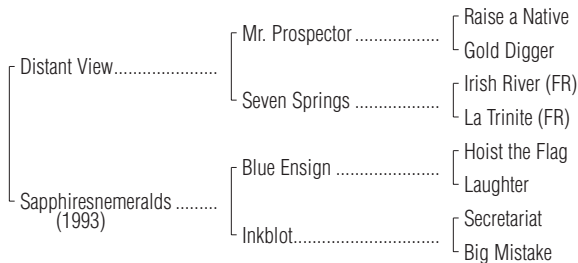 Raise a Native
Mr. Prospector ..................
Gold Digger
Distant View......................
Irish River (FR)
Seven Springs ..................
La Trinite (FR)
Hoist the Flag
Blue Ensign ......................
Laughter
Sapphiresnemeralds .........
(1993)
Secretariat
Inkblot...............................
Big Mistake